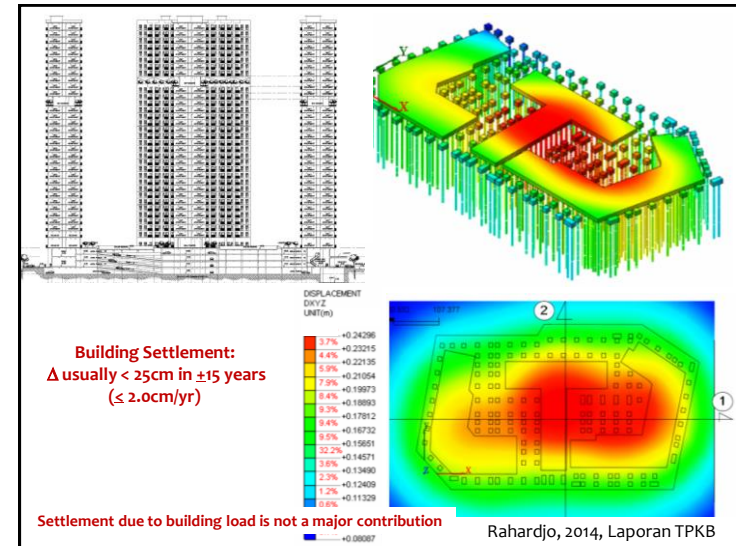 Y
X
DISPLACEMENT
DXYZ
UNIT(m)
+0.24296
3.7%
+0.23215
4.4%
+0.22135
5.9%
+0.21054
7.9%
+0.19973
8.4%
+0.18893
9.3%
+0.17812
9.4%
+0.16732
9.5%
+0.15651
32.2%
+0.14571
3.6%
+0.13490
2.3%
+0.12409
1.2%
+0.11329
0.6%
+0.08087
2
1
X
Building Settlement:
Δ usually < 25cm in ±15 years
(≤ 2.0cm/yr)
Settlement due to building load is not a major contribution
Rahardjo, 2014, Laporan TPKB